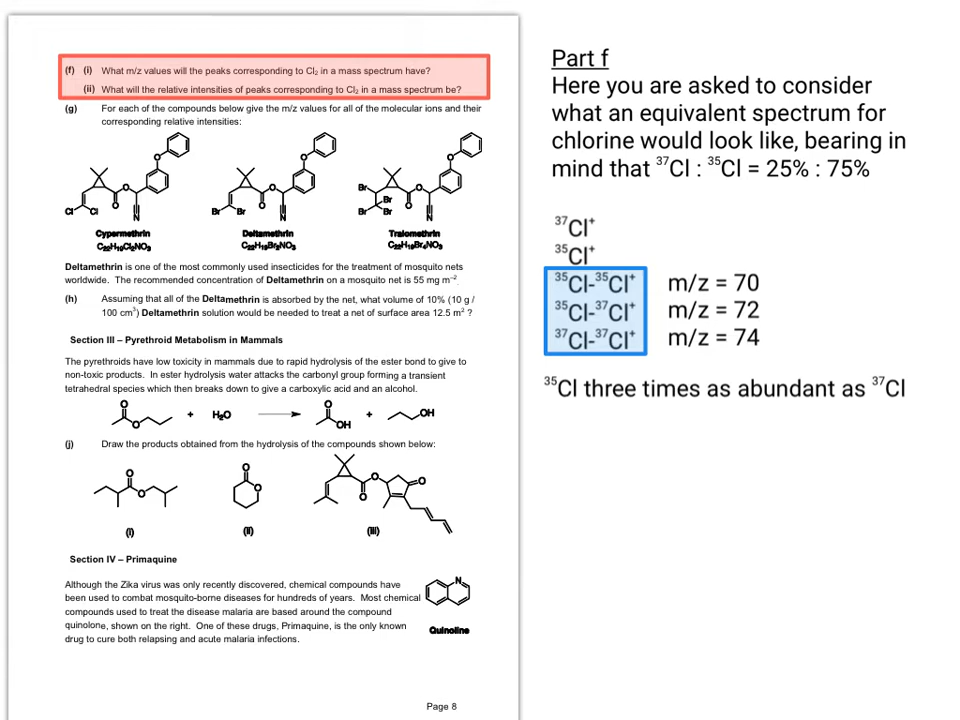 (f) (i) What m/z values will the peaks corresponding to Cl₂ in a mass spectrum have?
(ii) What will the relative intensities of peaks corresponding to Cl₂ in a mass spectrum be?
(g) For each of the compounds below give the m/z values for all of the molecular ions and their
corresponding relative intensities:
Cl Cl O O O N
Br Br O O O N
Br Br Br Br O O O N
Cypermethrin
C₂₂H₁₉Cl₂NO₃
Deltamethrin
C₂₂H₁₉Br₂NO₃
Tralomethrin
C₂₂H₁₉Br₄NO₃
Deltamethrin is one of the most commonly used insecticides for the treatment of mosquito nets
worldwide. The recommended concentration of Deltamethrin on a mosquito net is 55 mg m⁻².
(h) Assuming that all of the Deltamethrin is absorbed by the net, what volume of 10% (10 g /
100 cm³) Deltamethrin solution would be needed to treat a net of surface area 12.5 m² ?
Section III – Pyrethroid Metabolism in Mammals
The pyrethroids have low toxicity in mammals due to rapid hydrolysis of the ester bond to give to
non-toxic products. In ester hydrolysis water attacks the carbonyl group forming a transient
tetrahedral species which then breaks down to give a carboxylic acid and an alcohol.
O O + H₂O O OH + OH
(j) Draw the products obtained from the hydrolysis of the compounds shown below:
O O
O O
O O O
(i) (ii) (iii)
Section IV – Primaquine
Although the Zika virus was only recently discovered, chemical compounds have
been used to combat mosquito-borne diseases for hundreds of years. Most chemical
compounds used to treat the disease malaria are based around the compound
quinolone, shown on the right. One of these drugs, Primaquine, is the only known
drug to cure both relapsing and acute malaria infections.
N
Quinoline
Page 8
Part f
Here you are asked to consider
what an equivalent spectrum for
chlorine would look like, bearing in
mind that ³⁷Cl : ³⁵Cl = 25% : 75%
³⁷Cl⁺
³⁵Cl⁺
³⁵Cl-³⁵Cl⁺ m/z = 70
³⁵Cl-³⁷Cl⁺ m/z = 72
³⁷Cl-³⁷Cl⁺ m/z = 74
³⁵Cl three times as abundant as ³⁷Cl